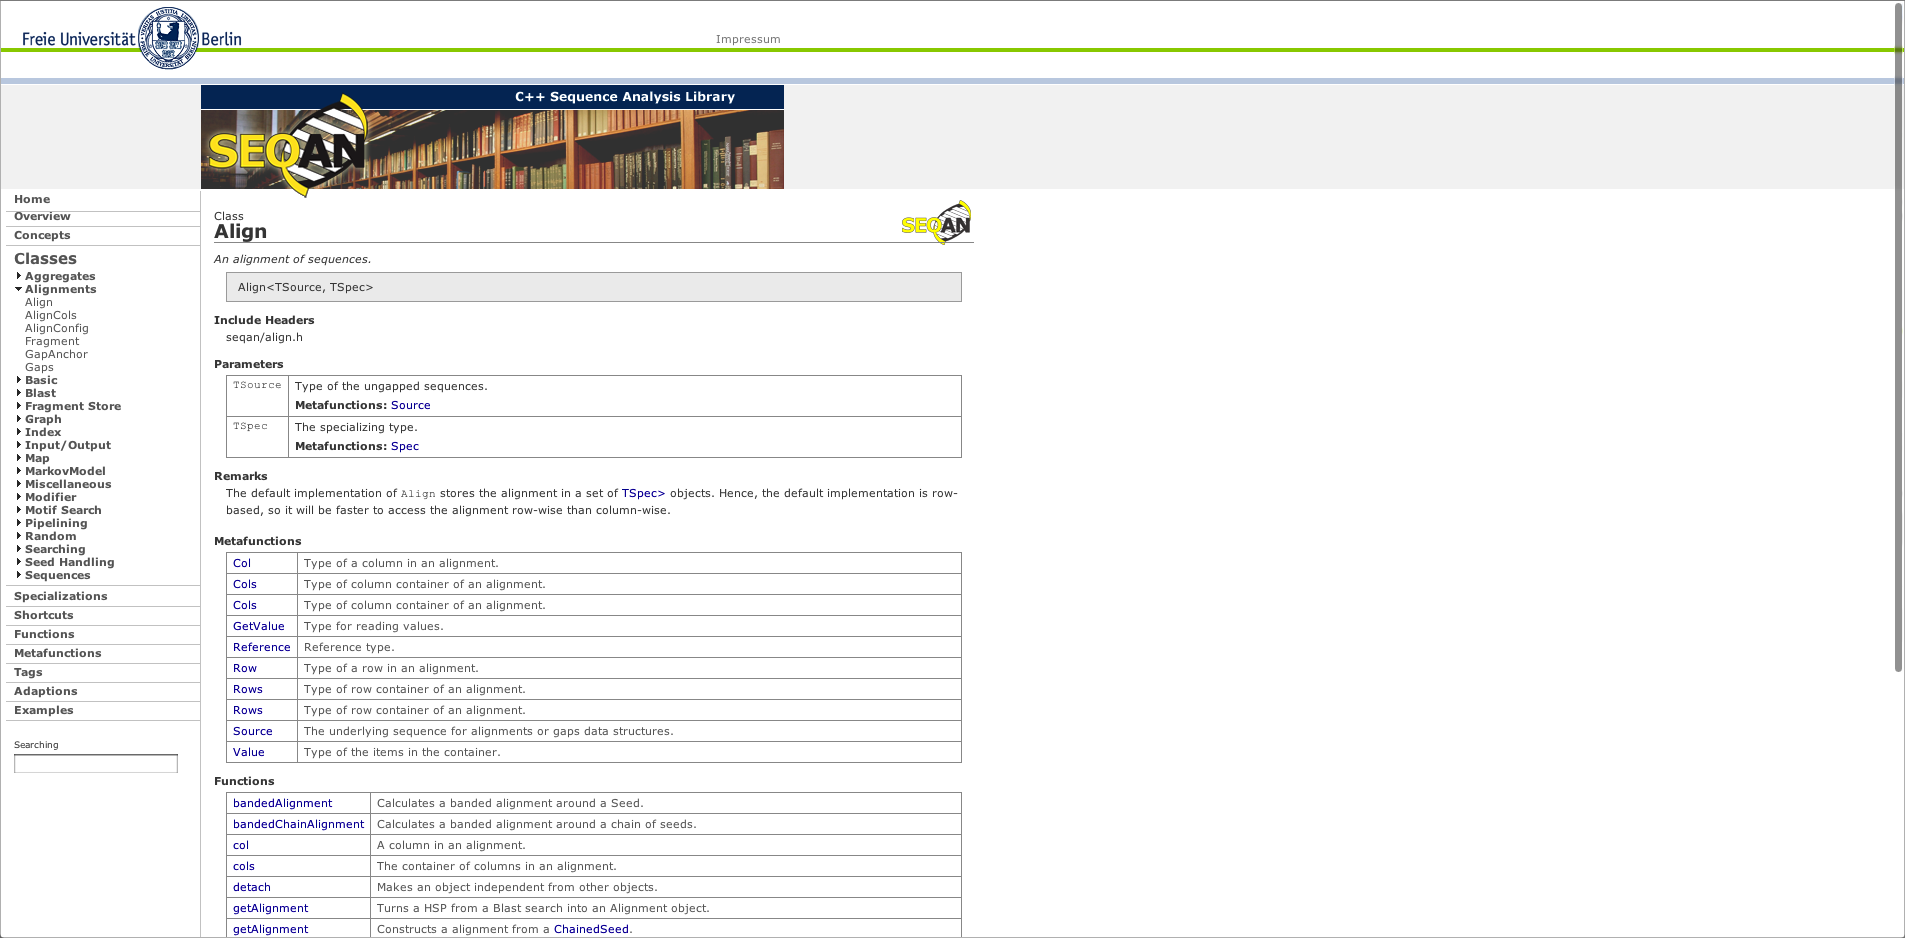 Freie Universität Berlin
Impressum
C++ Sequence Analysis Library
SEQAN
Home
Overview
Concepts
Classes
Aggregates
Alignments
Align
AlignCols
AlignConfig
Fragment
GapAnchor
Gaps
Basic
Blast
Fragment Store
Graph
Index
Input/Output
Map
MarkovModel
Miscellaneous
Modifier
Motif Search
Pipelining
Random
Searching
Seed Handling
Sequences
Specializations
Shortcuts
Functions
Metafunctions
Tags
Adaptions
Examples
Searching
Class
Align
SEQAN
An alignment of sequences.
Align<TSource, TSpec>
Include Headers
seqan/align.h
Parameters
TSource Type of the ungapped sequences.
Metafunctions: Source
TSpec The specializing type.
Metafunctions: Spec
Remarks
The default implementation of Align stores the alignment in a set of TSpec> objects. Hence, the default implementation is row-
based, so it will be faster to access the alignment row-wise than column-wise.
Metafunctions
Col Type of a column in an alignment.
Cols Type of column container of an alignment.
Cols Type of column container of an alignment.
GetValue Type for reading values.
Reference Reference type.
Row Type of a row in an alignment.
Rows Type of row container of an alignment.
Rows Type of row container of an alignment.
Source The underlying sequence for alignments or gaps data structures.
Value Type of the items in the container.
Functions
bandedAlignment Calculates a banded alignment around a Seed.
bandedChainAlignment Calculates a banded alignment around a chain of seeds.
col A column in an alignment.
cols The container of columns in an alignment.
detach Makes an object independent from other objects.
getAlignment Turns a HSP from a Blast search into an Alignment object.
getAlignment Constructs a alignment from a ChainedSeed.